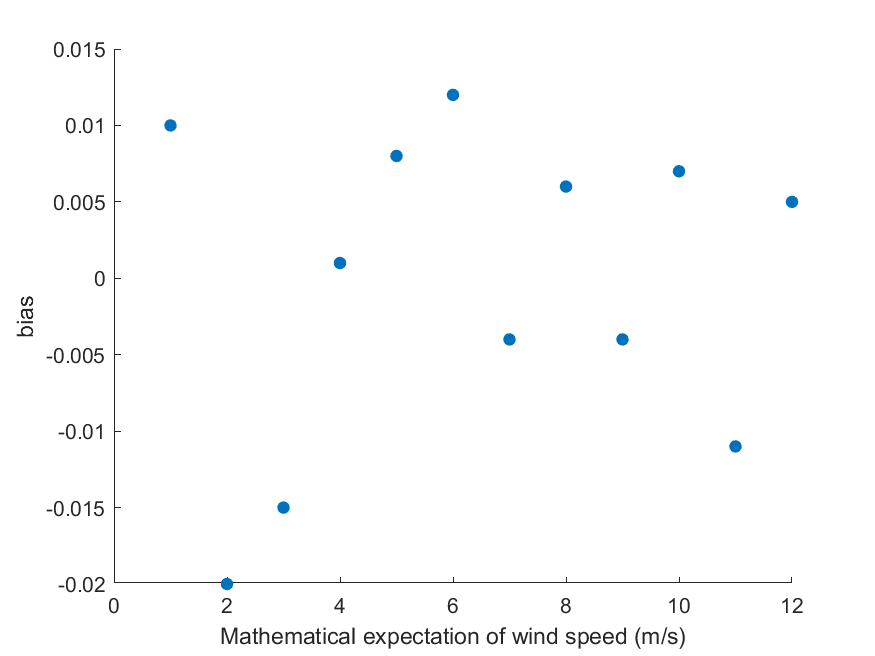 0.015
0.01
0.005
0
-0.005
-0.01
-0.015
-0.02
bias
0 2 4 6 8 10 12
Mathematical expectation of wind speed (m/s)